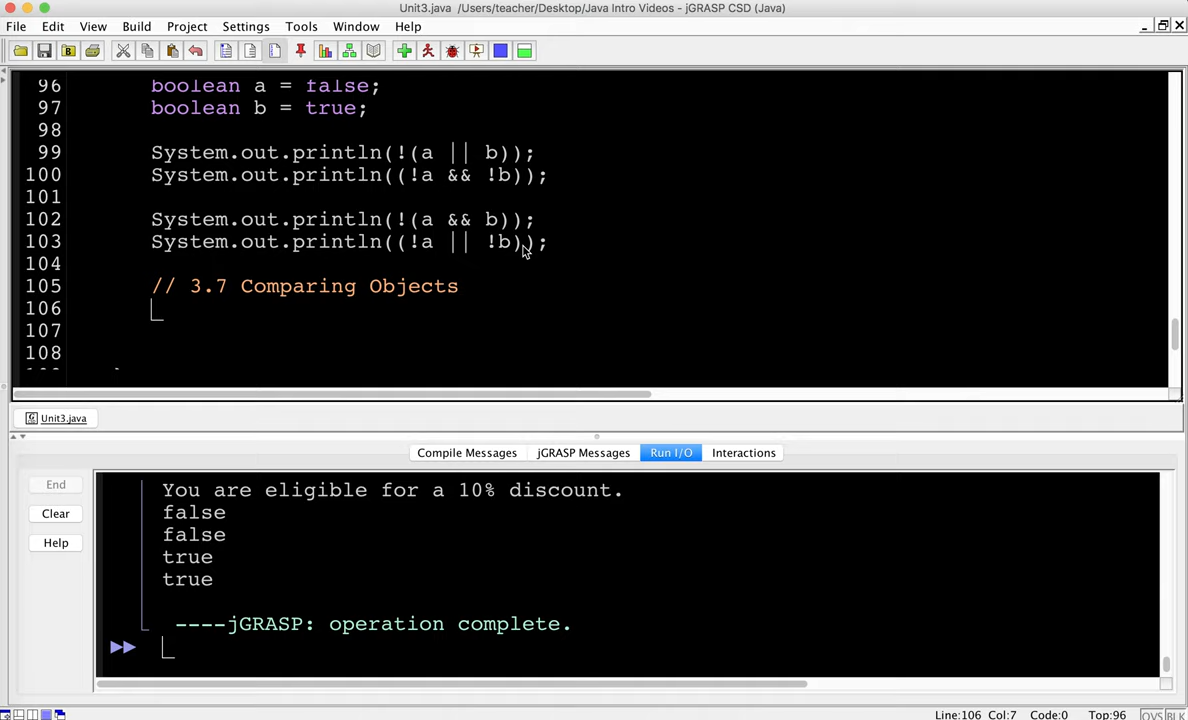 Unit3.java /Users/teacher/Desktop/Java Intro Videos - jGRASP CSD (Java)
File Edit View Build Project Settings Tools Window Help
96 boolean a = false;
97 boolean b = true;
98
99 System.out.println(!(a || b));
100 System.out.println((!a && !b));
101
102 System.out.println(!(a && b));
103 System.out.println((!a || !b));
104
105 // 3.7 Comparing Objects
106
107
108
Unit3.java
Compile Messages jGRASP Messages Run I/O Interactions
End
Clear
Help
You are eligible for a 10% discount.
false
false
true
true
----jGRASP: operation complete.
Line:106 Col:7 Code:0 Top:96 OVS BLK